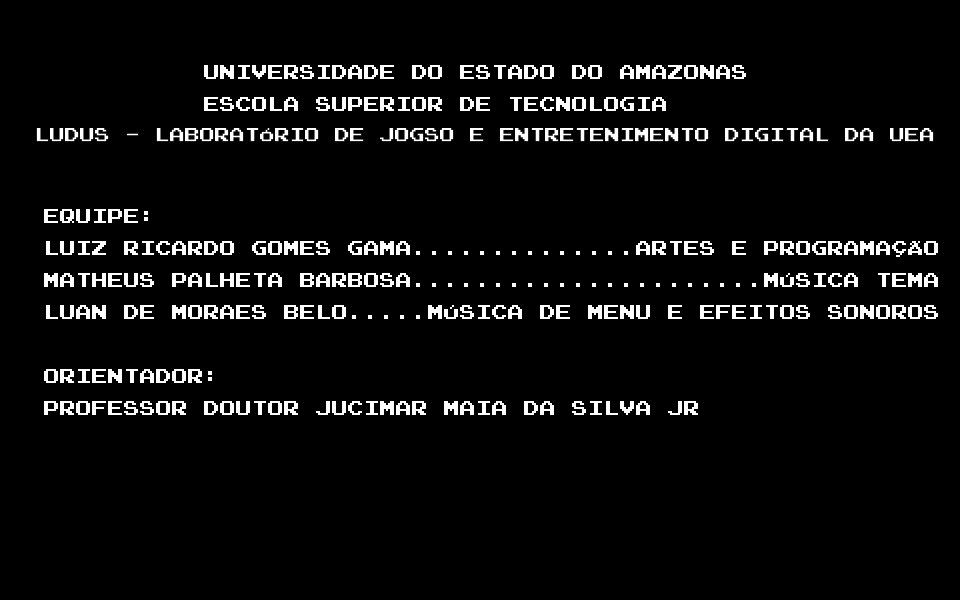 UNIVERSIDADE DO ESTADO DO AMAZONAS
ESCOLA SUPERIOR DE TECNOLOGIA
LUDUS - LABORATóRIO DE JOGSO E ENTRETENIMENTO DIGITAL DA UEA
EQUIPE:
LUIZ RICARDO GOMES GAMA..............ARTES E PROGRAMAçãO
MATHEUS PALHETA BARBOSA......................MúSICA TEMA
LUAN DE MORAES BELO.....MúSICA DE MENU E EFEITOS SONOROS
ORIENTADOR:
PROFESSOR DOUTOR JUCIMAR MAIA DA SILVA JR